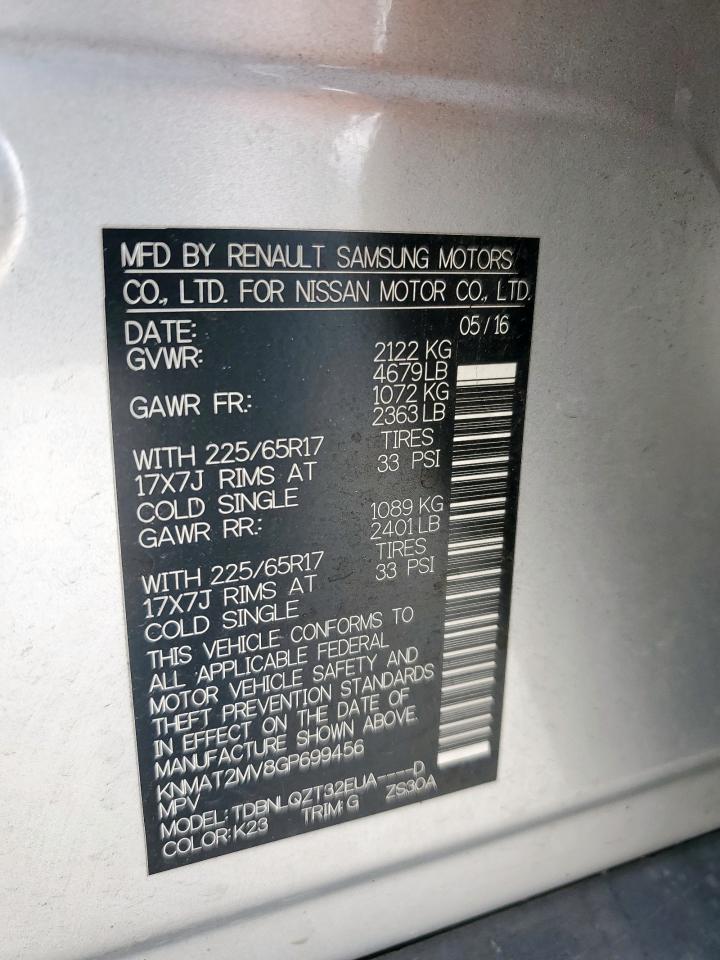 MFD BY RENAULT SAMSUNG MOTORS
CO., LTD. FOR NISSAN MOTOR CO., LTD.
DATE: 05/16
GVWR: 2122 KG
4679 LB
GAWR FR: 1072 KG
2363 LB
WITH 225/65R17 TIRES
17X7J RIMS AT 33 PSI
COLD SINGLE
GAWR RR: 1089 KG
2401 LB
WITH 225/65R17 TIRES
17X7J RIMS AT 33 PSI
COLD SINGLE
THIS VEHICLE CONFORMS TO
ALL APPLICABLE FEDERAL
MOTOR VEHICLE SAFETY AND
THEFT PREVENTION STANDARDS
IN EFFECT ON THE DATE OF
MANUFACTURE SHOWN ABOVE.
KNMAT2MV8GP699456
MPV
MODEL: TDBNLQZT32EUA----D
COLOR: K23 TRIM: G ZS30A